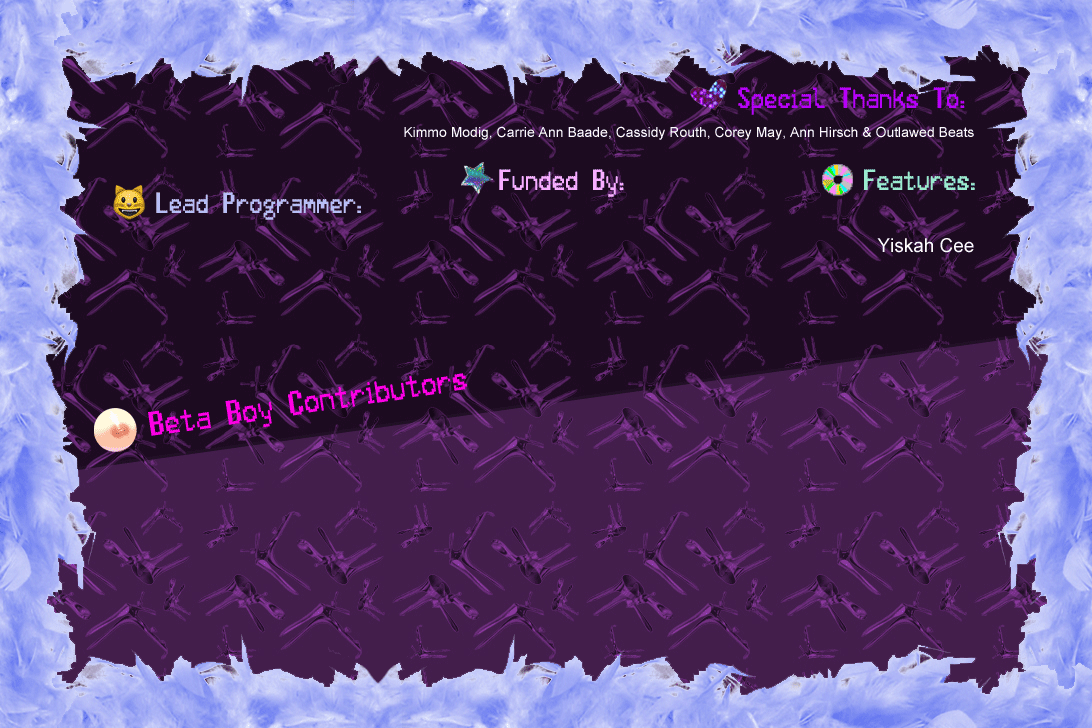 Special Thanks To:
Kimmo Modig, Carrie Ann Baade, Cassidy Routh, Corey May, Ann Hirsch & Outlawed Beats
Lead Programmer:
Funded By:
Features:
Yiskah Cee
Beta Boy Contributors